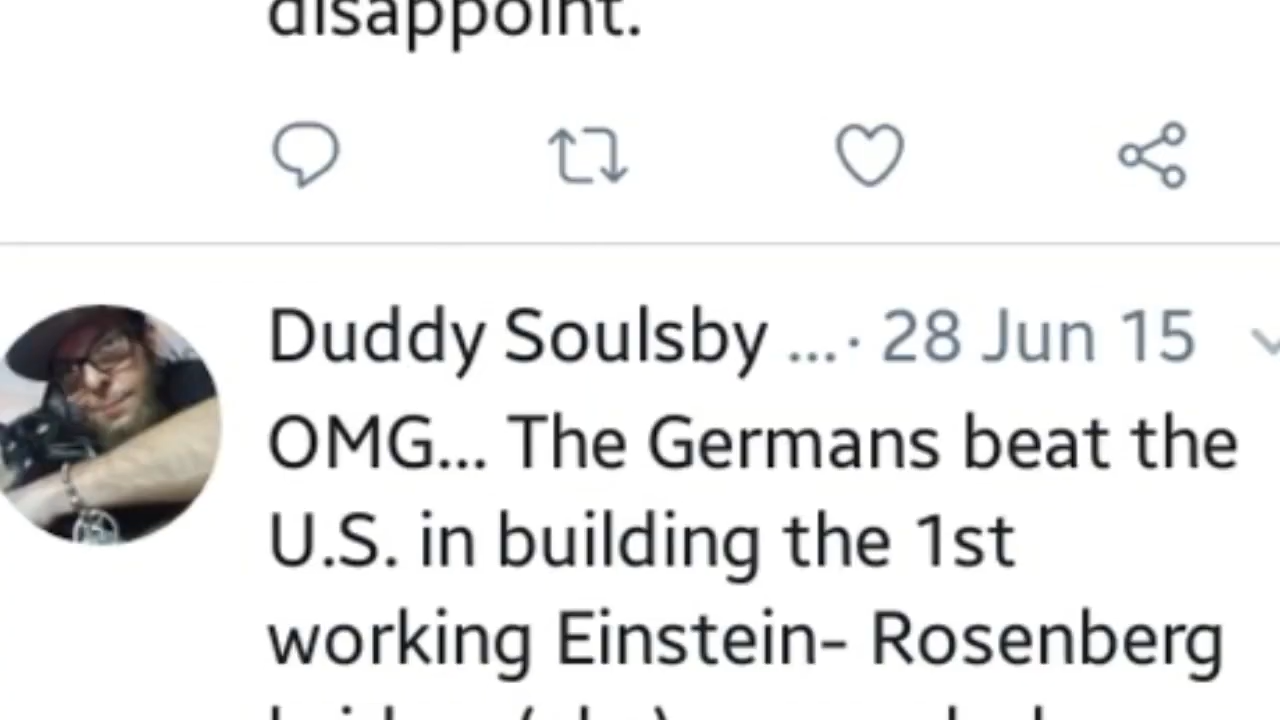 disappoint.
Duddy Soulsby ... · 28 Jun 15
OMG... The Germans beat the
U.S. in building the 1st
working Einstein- Rosenberg